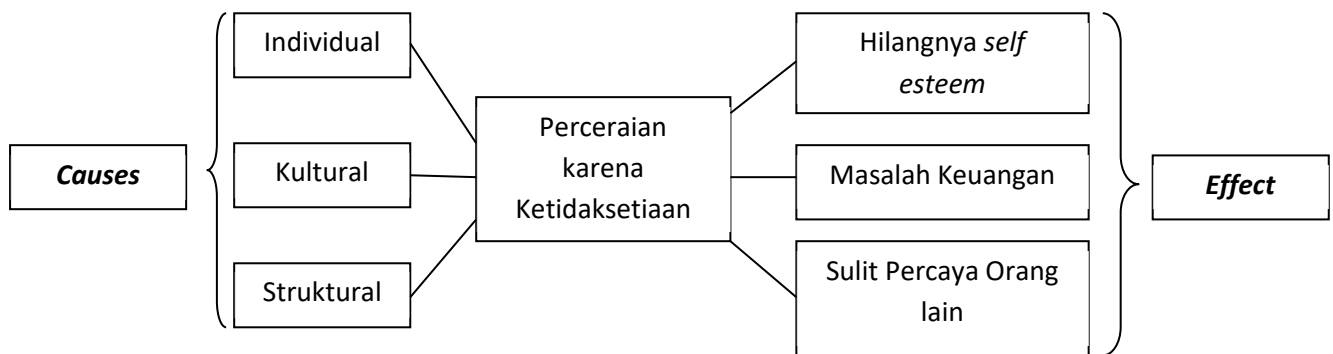 Causes
Individual
Kultural
Struktural
Perceraian
karena
Ketidaksetiaan
Hilangnya self
esteem
Masalah Keuangan
Sulit Percaya Orang
lain
Effect